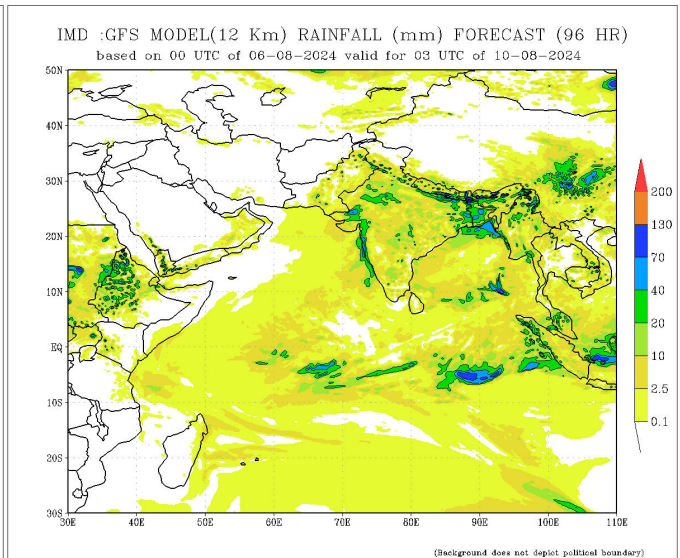 IMD :GFS MODEL(12 Km) RAINFALL (mm) FORECAST (96 HR)
based on 00 UTC of 06-08-2024 valid for 03 UTC of 10-08-2024
50N
40N
30N
20N
10N
EQ
10S
20S
30S
30E 40E 50E 60E 70E 80E 90E 100E 110E
200
130
70
40
20
10
2.5
0.1
(Background does not depict political boundary)